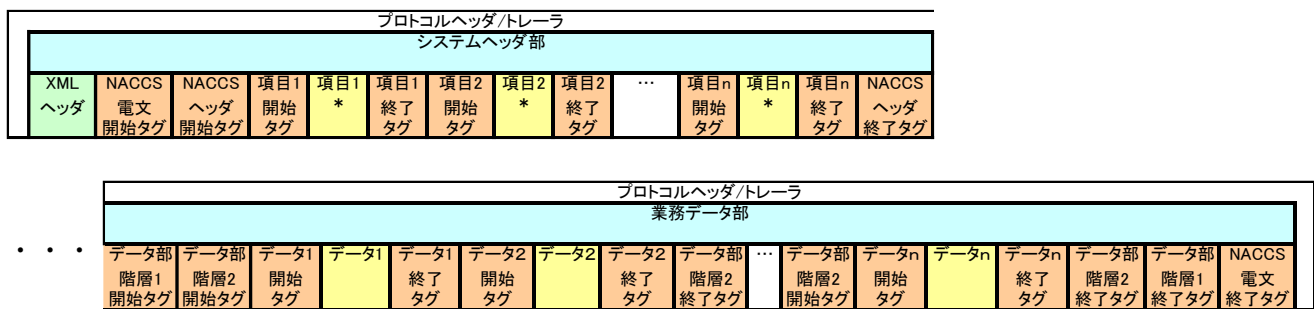 プロトコルヘッダ/トレーラ
システムヘッダ部
XML NACCS NACCS 項目1 項目1 項目1 項目2 項目2 項目2 … 項目n 項目n 項目n NACCS
ヘッダ 電文 ヘッダ 開始 * 終了 開始 * 終了 開始 * 終了 ヘッダ
開始タグ 開始タグ タグ タグ タグ タグ タグ タグ 終了タグ
プロトコルヘッダ/トレーラ
業務データ部
・・・ データ部 データ部 データ1 データ1 データ1 データ2 データ2 データ2 データ部 … データ部 データn データn データn データ部 データ部 NACCS
階層1 階層2 開始 終了 開始 終了 階層2 階層2 開始 終了 階層2 階層1 電文
開始タグ 開始タグ タグ タグ タグ タグ 終了タグ 開始タグ タグ タグ 終了タグ 終了タグ 終了タグ